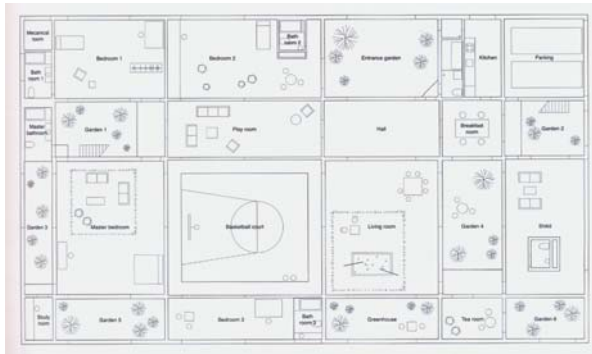 Mecanical
room
Bedroom 1
Bedroom 2
Bath
room 2
Entrance garden
Kitchen
Parking
Bath
room 1
Master
bathroom
Garden 1
Play room
Hall
Breakfast
room
Garden 2
Garden 3
Master bedroom
Basketball court
Living room
Garden 4
Study
room
Garden 5
Bedroom 3
Bath
room 3
Greenhouse
Tea room
Garden 6